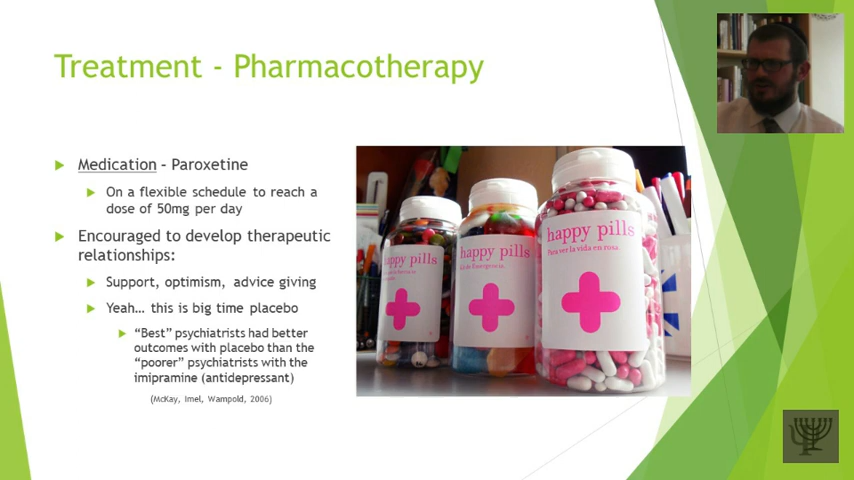 Treatment - Pharmacotherapy
Medication - Paroxetine
On a flexible schedule to reach a
dose of 50mg per day
Encouraged to develop therapeutic
relationships:
Support, optimism, advice giving
Yeah… this is big time placebo
“Best” psychiatrists had better
outcomes with placebo than the
“poorer” psychiatrists with the
imipramine (antidepressant)
(McKay, Imel, Wampold, 2006)
happy pills
happy pills
happy pills
Para ver la vida en rosa